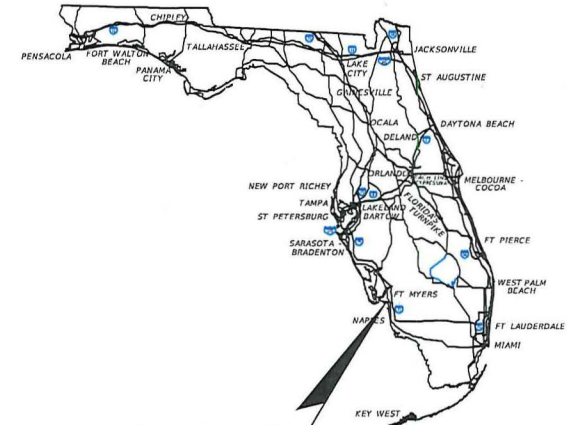 CHIPLEY
PENSACOLA
FORT WALTON
BEACH
PANAMA
CITY
TALLAHASSEE
LAKE
CITY
JACKSONVILLE
ST AUGUSTINE
GAINESVILLE
OCALA
DELAND
DAYTONA BEACH
ORLANDO
MELBOURNE -
COCOA
NEW PORT RICHEY
TAMPA
ST PETERSBURG
LAKELAND
BARTOW
FLORIDA'S
TURNPIKE
SARASOTA -
BRADENTON
FT PIERCE
WEST PALM
BEACH
FT MYERS
NAPLES
FT LAUDERDALE
MIAMI
KEY WEST